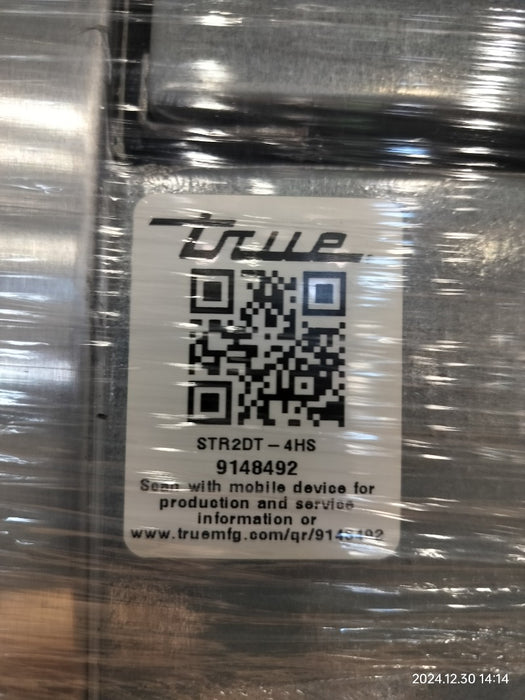 true
STR2DT-4HS
9148492
Scan with mobile device for
production and service
information or
www.truemfg.com/qr/9148492
2024.12.30 14:14